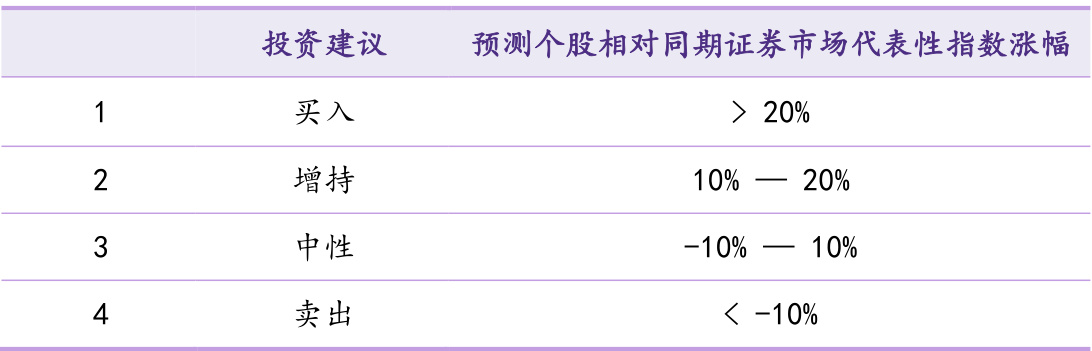 投资建议 预测个股相对同期证券市场代表性指数涨幅
1 买入 > 20%
2 增持 10% — 20%
3 中性 -10% — 10%
4 卖出 < -10%